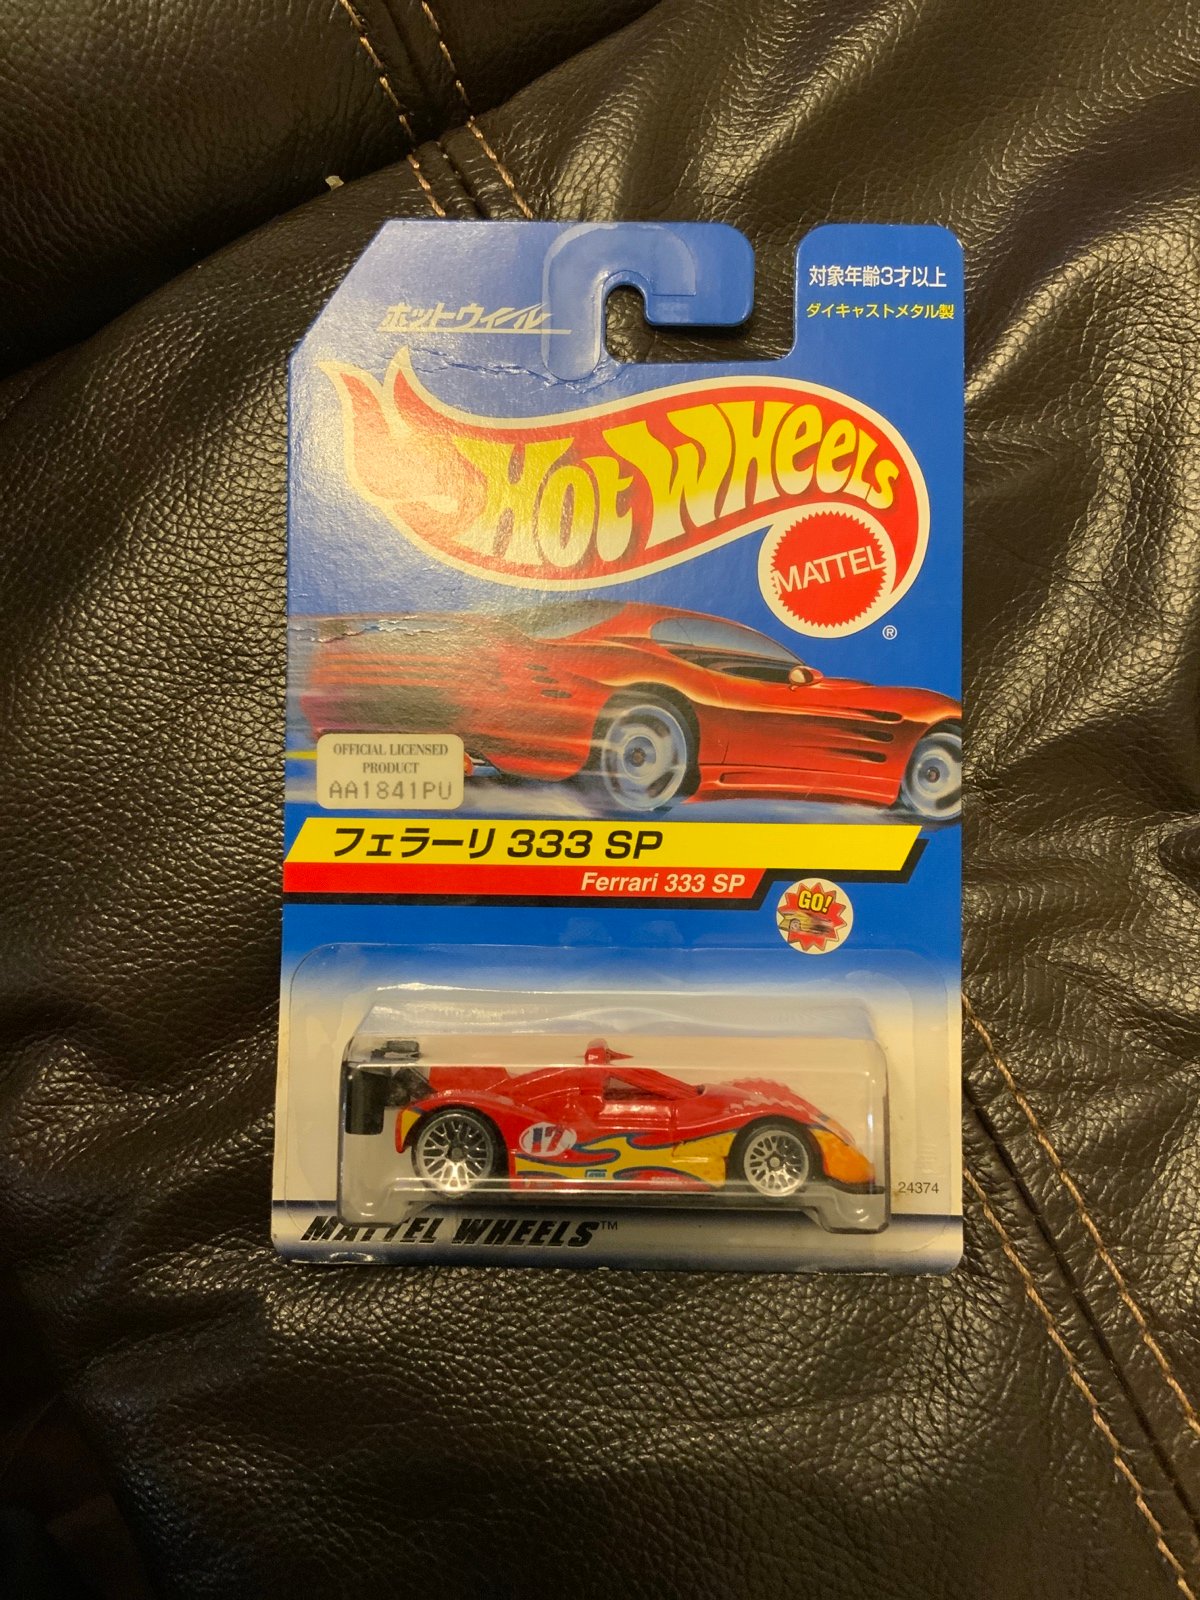 対象年齢3才以上
ダイキャストメタル製
ホットウィール
Hot Wheels
MATTEL
®
OFFICIAL LICENSED
PRODUCT
AA1841PU
フェラーリ 333 SP
Ferrari 333 SP
GO!
17
24374
MATTEL WHEELS™